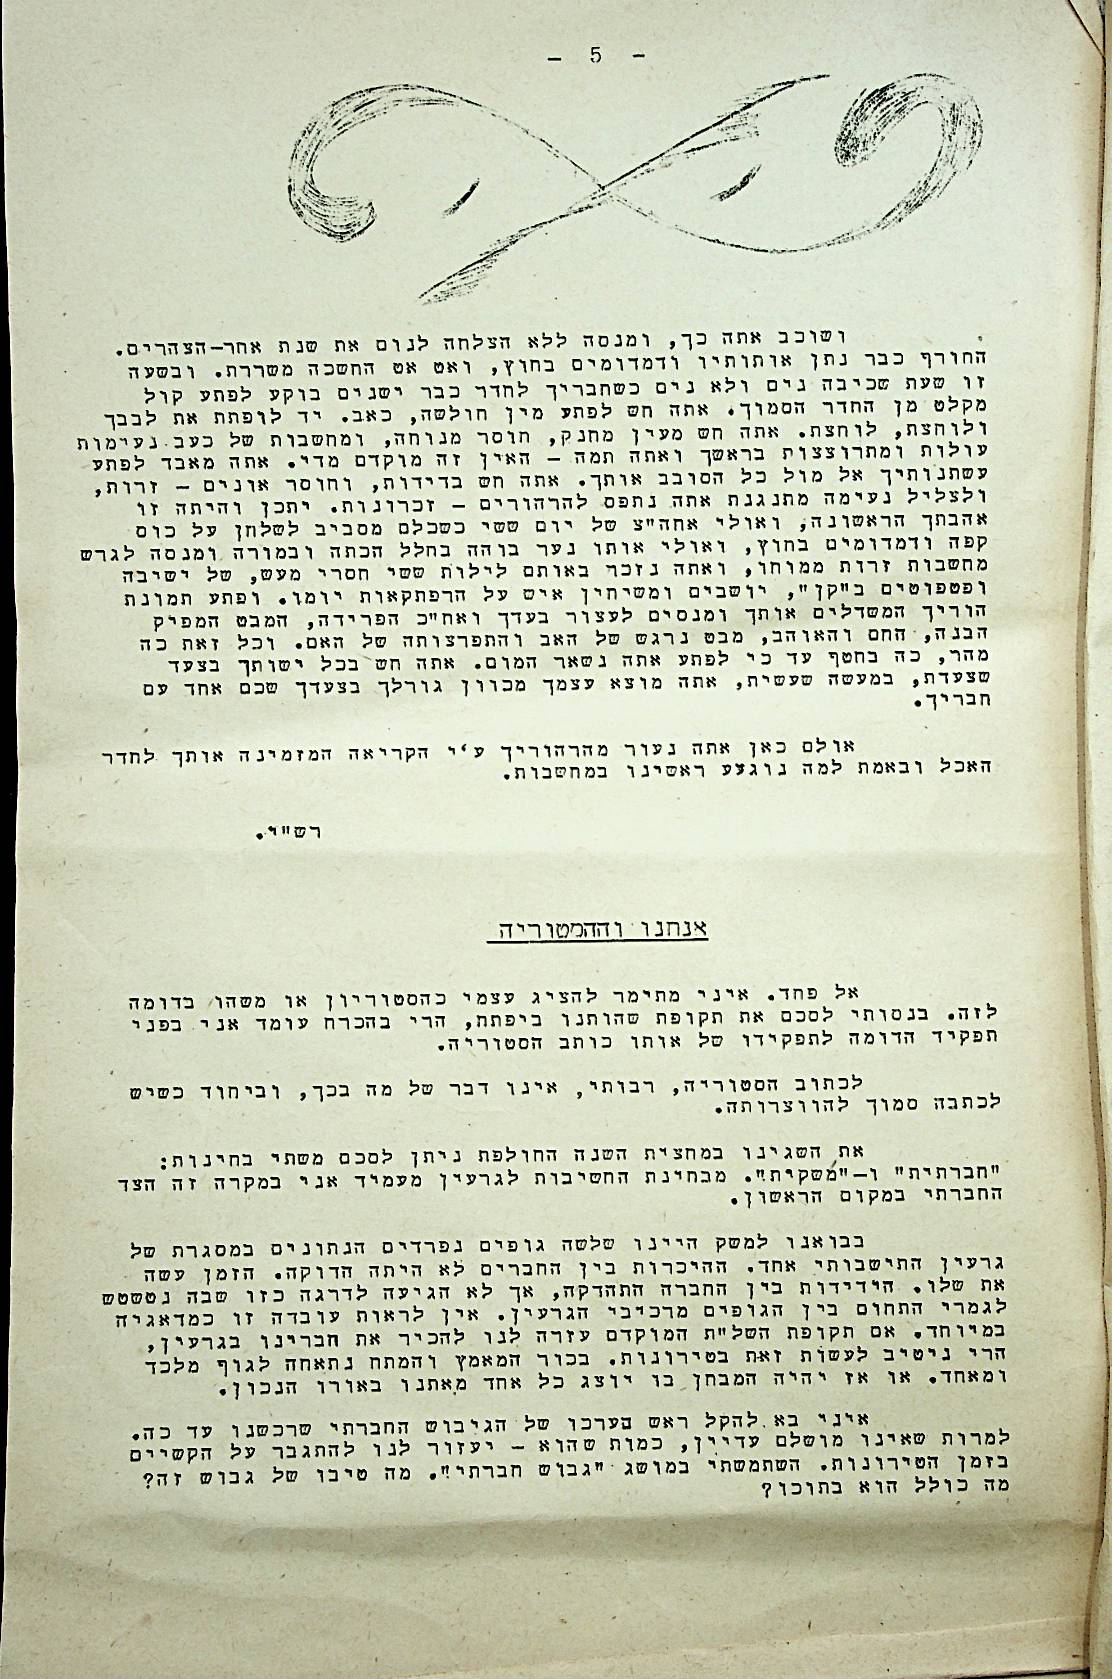 - 5 -
ושוכב אתה כך, ומנסה ללא הצלחה לנום את שנת אחר-הצהרים.
החורף כבר נתן אותותיו ודמדומים בחוץ, ואט אט החשכה משררת. ובשעה
זו שעת שכיבה נים ולא נים כשחבריך לחדר כבר ישנים בוקע לפתע קול
מקלט מן החדר הסמוך. אתה חש לפתע מין חולשה, כאב. יד לופתת את לבבך
ולוחצת, לוחצת. אתה חש מעין מחנק, חוסר מנוחה, ומחשבות של כעב נעימות
עולות ומתרוצצות בראשך ואתה תמה - האין זה מוקדם מדי. אתה מאבד לפתע
עשתנותיך אל מול כל הסובב אותך. אתה חש בדידות, וחוסר אונים - זרות,
ולצליל נעימה מתנגנת אתה נתפס להרהורים - זכרונות. יתכן והיתה זו
אהבתך הראשונה, ואולי אחה"צ של יום ששי כשכלם מסביב לשלחן על כוס
קפה ודמדומים בחוץ, ואולי אותו נער בוהה בחלל הכתה ובמורה ומנסה לגרש
מחשבות זרות ממוחו, ואתה נזכר באותם לילות ששי חסרי מעש, של ישיבה
ופטפוטים ב"קן", יושבים ומשיחין איש על הרפתקאות יומו. ופתע תמונת
הוריך המשדלים אותך ומנסים לעצור בעדך ואח"כ הפרידה, המבט המפיק
הבנה, החם והאוהב, מבט נרגש של האב והתפרצותה של האם. וכל זאת כה
מהר, כה בחטף עד כי לפתע אתה נשאר המום. אתה חש בכל ישותך בצעד
שצעדת, במעשה שעשית, אתה מוצא עצמך מכוון גורלך בצעדך שכם אחד עם
חבריך.
אולם כאן אתה נעור מהרהוריך ע'י הקריאה המזמינה אותך לחדר
האכל ובאמת למה נוגעע ראשינו במחשבות.
רש"י.
אנחנו וההמטוריה
אל פחד. איני מתימר להציג עצמי כהסטוריון או משהו בדומה
לזה. בנסותי לסכם את תקופת שהותנו ביפתח, הרי בהכרח עומד אני בפני
תפקיד הדומה לתפקידו של אותו כותב הסטוריה.
לכתוב הסטוריה, רבותי, אינו דבר של מה בכך, וביחוד כשיש
לכתבה סמוך להווצרותה.
את השגינו במחצית השנה החולפת ניתן לסכם משתי בחינות:
"חברתית" ו-"משקית". מבחינת החשיבות לגרעין מעמיד אני במקרה זה הצד
החברתי במקום הראשון.
בבואנו למשק היינו שלשה גופים נפרדים הנתונים במסגרת של
גרעין התישבותי אחד. ההיכרות בין החברים לא היתה הדוקה. הזמן עשה
את שלו. הידידות בין החברה התהדקה, אך לא הגיעה לדרגה כזו שבה נטשטש
לגמרי התחום בין הגופים מרכיבי הגרעין. אין לראות עובדה זו כמדאגיה
במיוחד. אם תקופת השל"ת המוקדם עזרה לנו להכיר את חברינו בגרעין,
הרי ניטיב לעשות זאת בטירונות. בכור המאמץ והמתח נתאחה לגוף מלכד
ומאחד. או אז יהיה המבחן בו יוצג כל אחד מאתנו באורו הנכון.
איני בא להקל ראש בערכו של הגיבוש החברתי שרכשנו עד כה.
למרות שאינו מושלם עדיין, כמות שהוא - יעזור לנו להתגבר על הקשיים
בזמן הטירונות. השתמשתי במושג "גבוש חברתי". מה טיבו של גבוש זה?
מה כולל הוא בתוכו?